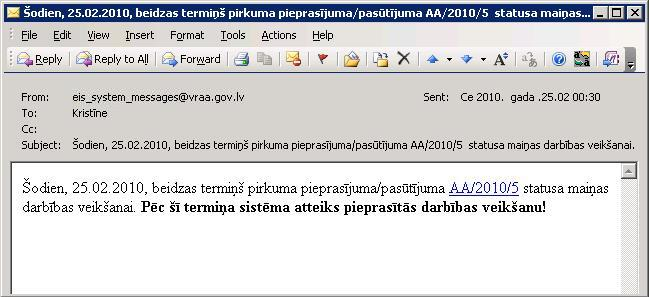 Šodien, 25.02.2010, beidzas termiņš pirkuma pieprasījuma/pasūtījuma AA/2010/5 statusa maiņas...
File Edit View Insert Format Tools Actions Help
Reply Reply to All Forward
From: eis_system_messages@vraa.gov.lv Sent: Ce 2010. gada .25.02 00:30
To: Kristīne
Cc:
Subject: Šodien, 25.02.2010, beidzas termiņš pirkuma pieprasījuma/pasūtījuma AA/2010/5 statusa maiņas darbības veikšanai.
Šodien, 25.02.2010, beidzas termiņš pirkuma pieprasījuma/pasūtījuma AA/2010/5 statusa maiņas
darbības veikšanai. Pēc šī termiņa sistēma atteiks pieprasītās darbības veikšanu!